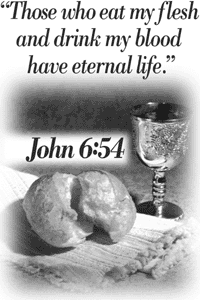 “Those who eat my flesh
and drink my blood
have eternal life.”
John 6:54